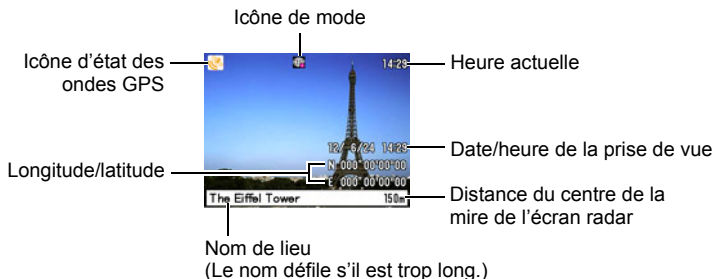 Icône de mode
Icône d'état des
ondes GPS
14:29
Heure actuelle
12/ 6/24 14:29
Date/heure de la prise de vue
Longitude/latitude
N 000°00'00"00
E 000°00'00"00
The Eiffel Tower 150m
Distance du centre de la
mire de l'écran radar
Nom de lieu
(Le nom défile s'il est trop long.)